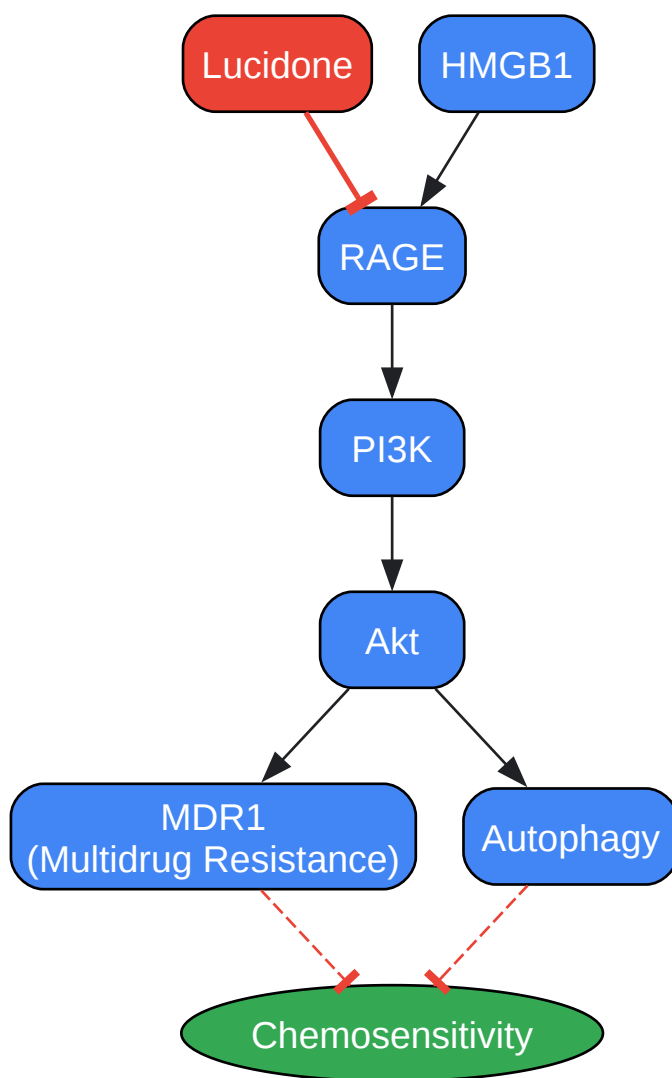 Lucidone
HMGB1
RAGE
PI3K
Akt
MDR1
(Multidrug Resistance)
Autophagy
Chemosensitivity